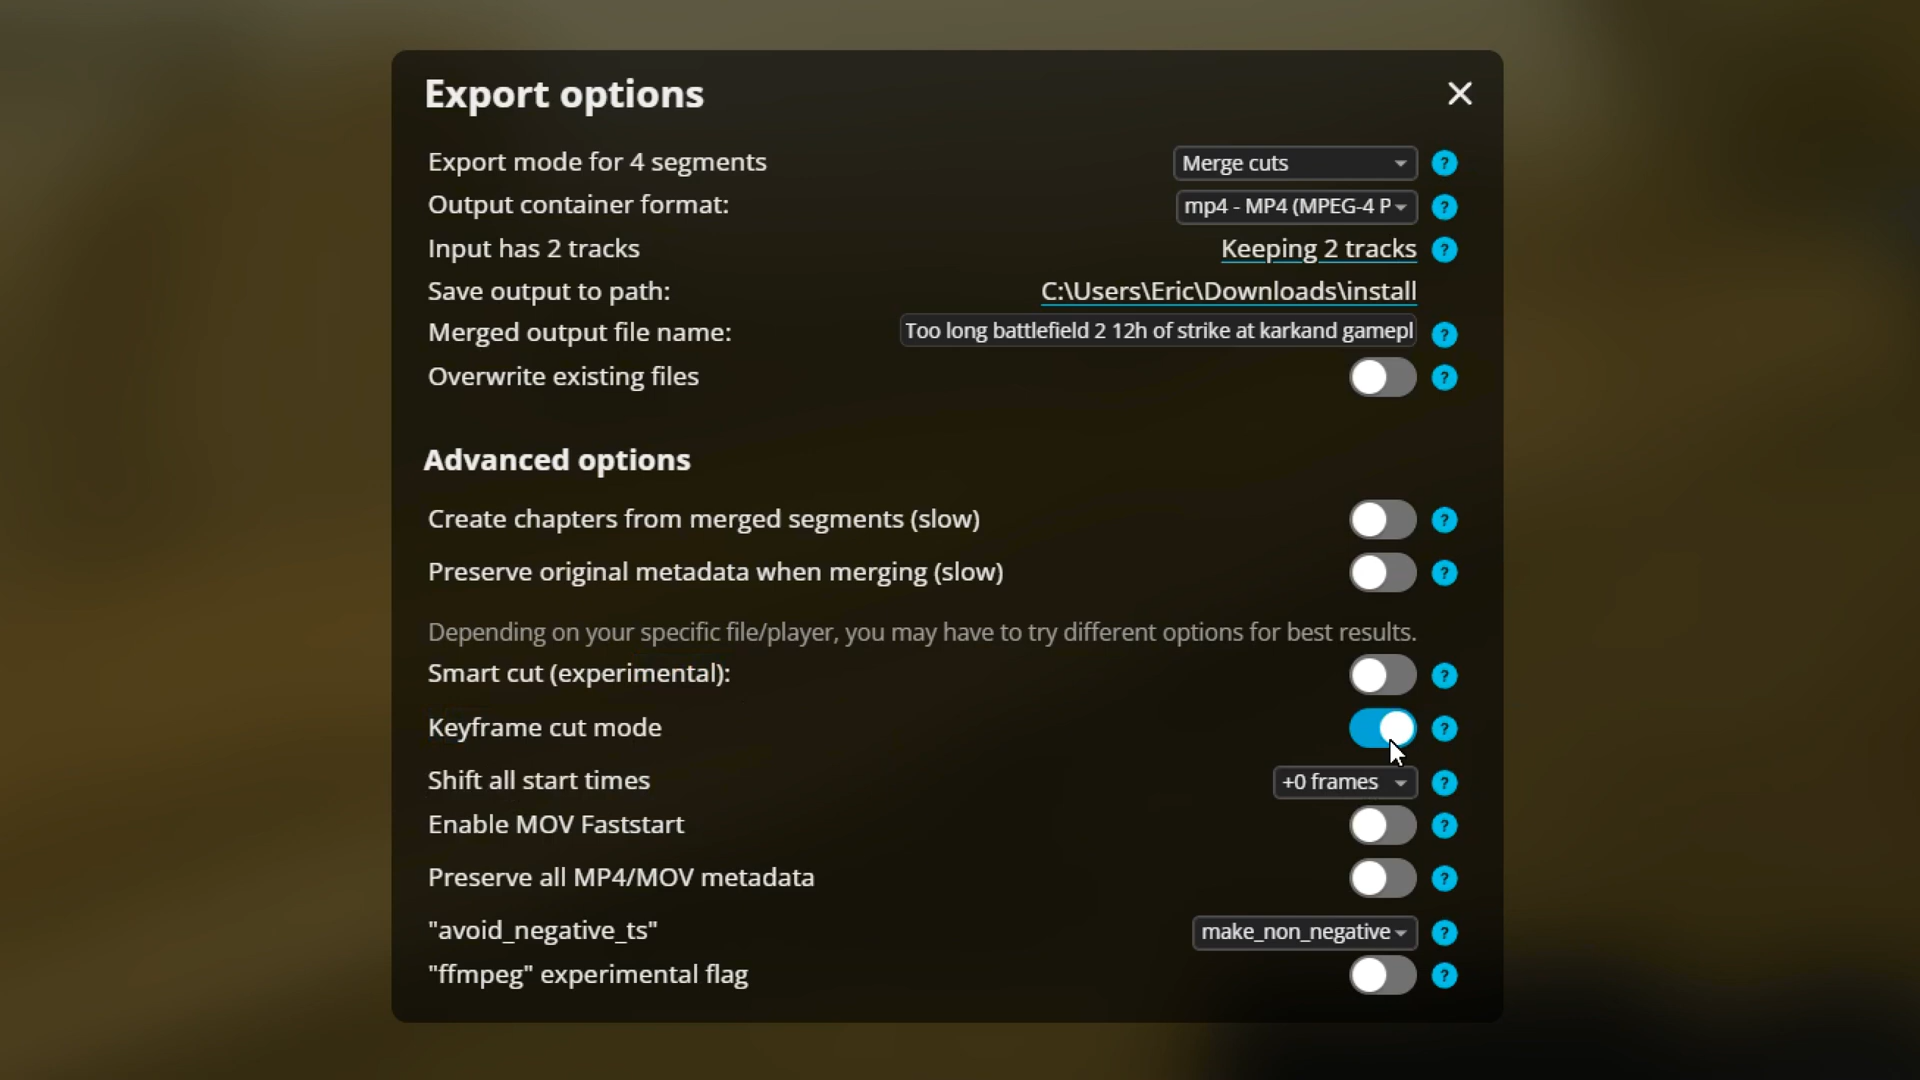 Export options
Export mode for 4 segments Merge cuts ?
Output container format: mp4 - MP4 (MPEG-4 P ?
Input has 2 tracks Keeping 2 tracks ?
Save output to path: C:\Users\Eric\Downloads\install
Merged output file name: Too long battlefield 2 12h of strike at karkand gamepl ?
Overwrite existing files ?
Advanced options
Create chapters from merged segments (slow) ?
Preserve original metadata when merging (slow) ?
Depending on your specific file/player, you may have to try different options for best results.
Smart cut (experimental): ?
Keyframe cut mode ?
Shift all start times +0 frames ?
Enable MOV Faststart ?
Preserve all MP4/MOV metadata ?
"avoid_negative_ts" make_non_negative ?
"ffmpeg" experimental flag ?